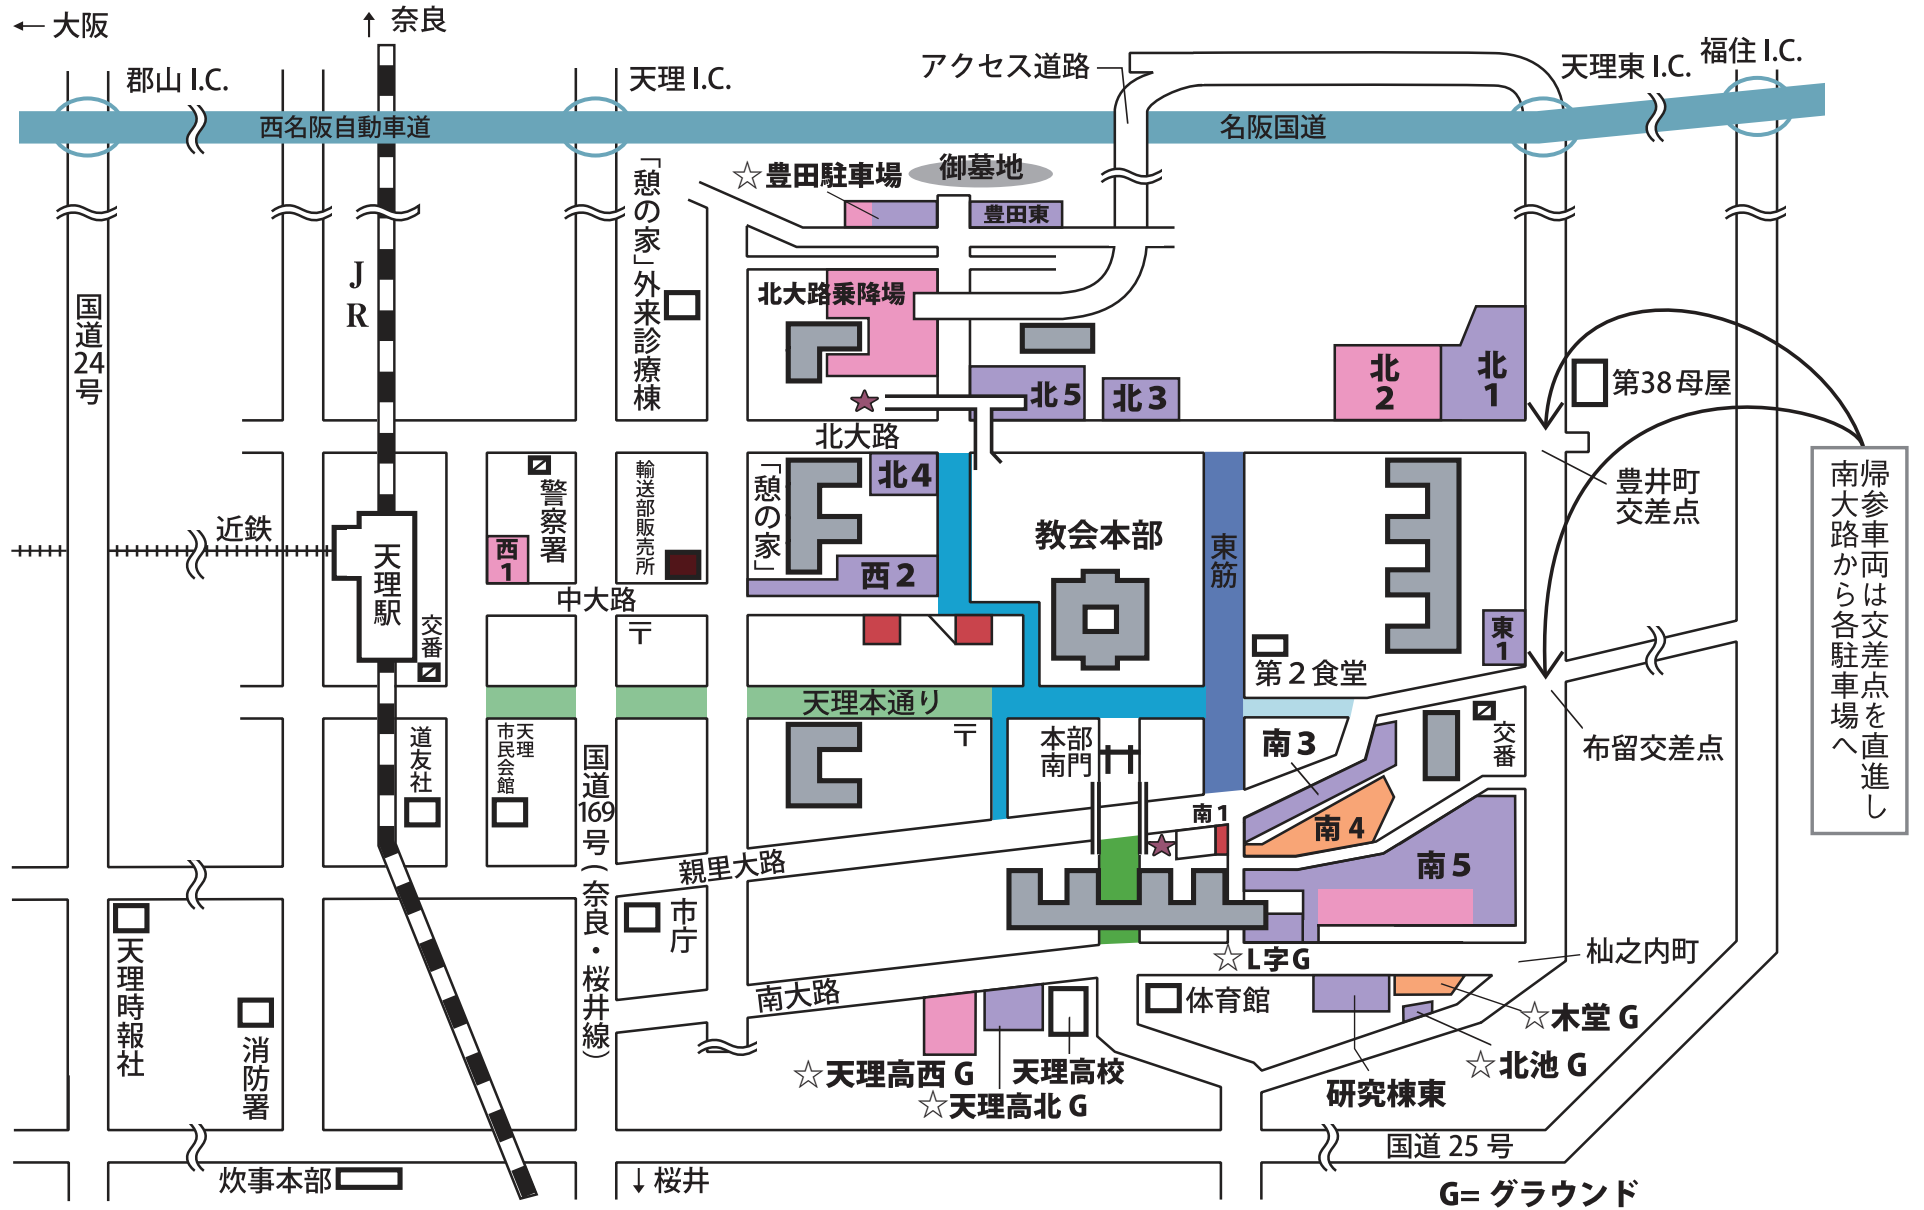 ← 大阪
↑ 奈良
郡山 I.C.
天理 I.C.
アクセス道路
天理東 I.C.
福住 I.C.
西名阪自動車道
名阪国道
☆豊田駐車場
御墓地
豊田東
「憩の家」外来診療棟
JR
国道24号
北大路乗降場
北5
北3
北2
北1
第38母屋
★
北大路
豊井町
交差点
帰参車両は交差点を直進し
南大路から各駐車場へ
近鉄
天理駅
交番
警察署
西1
輸送部販売所
「憩の家」
北4
西2
教会本部
東筋
東1
中大路
〒
第2食堂
天理本通り
〒
本部
南門
南3
交番
布留交差点
道友社
天理
市民会館
国道169号(奈良・桜井線)
南1
★
南4
南5
親里大路
市庁
天理時報社
消防署
南大路
☆L字G
杣之内町
体育館
☆木堂 G
☆北池 G
☆天理高西 G
天理高校
☆天理高北 G
研究棟東
国道 25 号
炊事本部
↓ 桜井
G= グラウンド